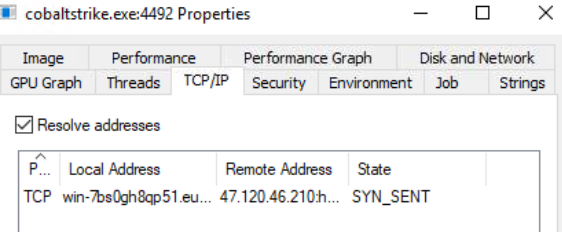 cobaltstrike.exe:4492 Properties
Image Performance Performance Graph Disk and Network
GPU Graph Threads TCP/IP Security Environment Job Strings
Resolve addresses
P... Local Address Remote Address State
TCP win-7bs0gh8qp51.eu... 47.120.46.210:h... SYN_SENT